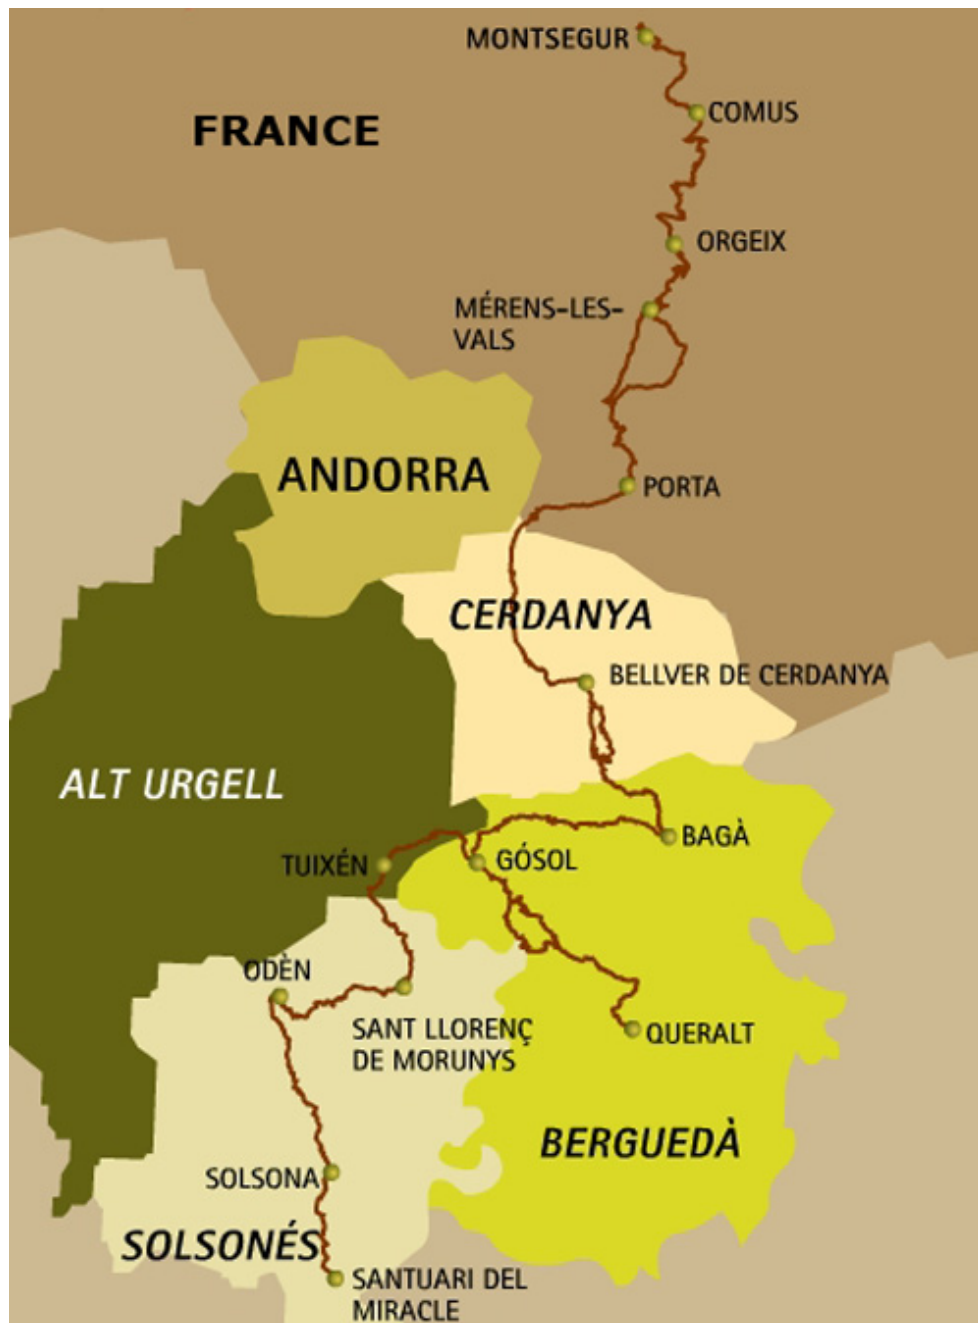 MONTSEGUR
COMUS
FRANCE
ORGEIX
MÉRENS-LES-
VALS
ANDORRA
PORTA
CERDANYA
BELLVER DE CERDANYA
ALT URGELL
BAGÀ
TUIXÉN
GÓSOL
ODÈN
SANT LLORENÇ
DE MORUNYS
QUERALT
BERGUEDÀ
SOLSONA
SOLSONÉS
SANTUARI DEL
MIRACLE